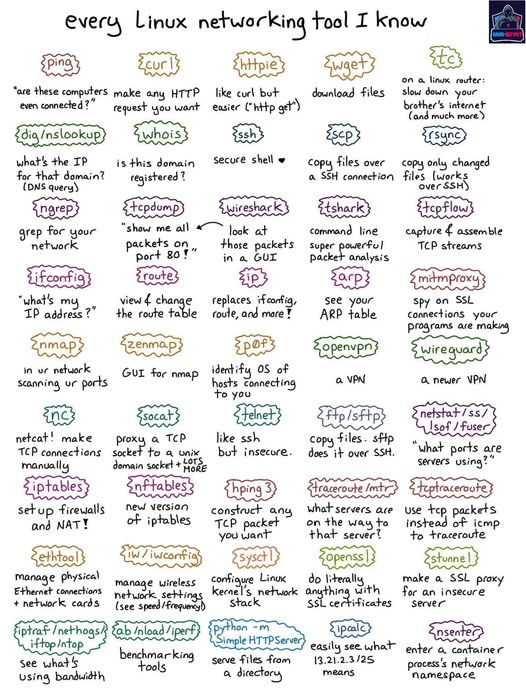 every Linux networking tool I know
DARK-REPORT
ping
"are these computers
even connected?"
curl
make any HTTP
request you want
httpie
like curl but
easier ("http get")
wget
download files
tc
on a linux router:
slow down your
brother's internet
(and much more)
dig/nslookup
what's the IP
for that domain?
(DNS query)
whois
is this domain
registered?
ssh
secure shell ♥
scp
copy files over
a SSH connection
rsync
copy only changed
files (works
over SSH)
ngrep
grep for your
network
tcpdump
"show me all
packets on
port 80!"
wireshark
look at
those packets
in a GUI
tshark
command line
super powerful
packet analysis
tcpflow
capture & assemble
TCP streams
ifconfig
"what's my
IP address?"
route
view & change
the route table
ip
replaces ifconfig,
route, and more!
arp
see your
ARP table
mitmproxy
spy on SSL
connections your
programs are making
nmap
in ur network
scanning ur ports
zenmap
GUI for nmap
p0f
identify OS of
hosts connecting
to you
openvpn
a VPN
wireguard
a newer VPN
nc
netcat! make
TCP connections
manually
socat
proxy a TCP
socket to a unix
domain socket + LOTS
MORE
telnet
like ssh
but insecure.
ftp/sftp
copy files. sftp
does it over SSH.
netstat/ss/
lsof/fuser
"what ports are
servers using?"
iptables
set up firewalls
and NAT!
nftables
new version
of iptables
hping3
construct any
TCP packet
you want
traceroute/mtr
what servers are
on the way to
that server?
tcptraceroute
use tcp packets
instead of icmp
to traceroute
ethtool
manage physical
Ethernet connections
+ network cards
iw/iwconfig
manage wireless
network settings
(see speed/frequency!)
sysctl
configure Linux
kernel's network
stack
openssl
do literally
anything with
SSL certificates
stunnel
make a SSL proxy
for an insecure
server
iptraf/nethogs/
iftop/ntop
see what's
using bandwidth
ab/nload/iperf
benchmarking
tools
python -m
SimpleHTTPServer
serve files from
a directory
ipcalc
easily see what
13.21.2.3/25
means
nsenter
enter a container
process's network
namespace